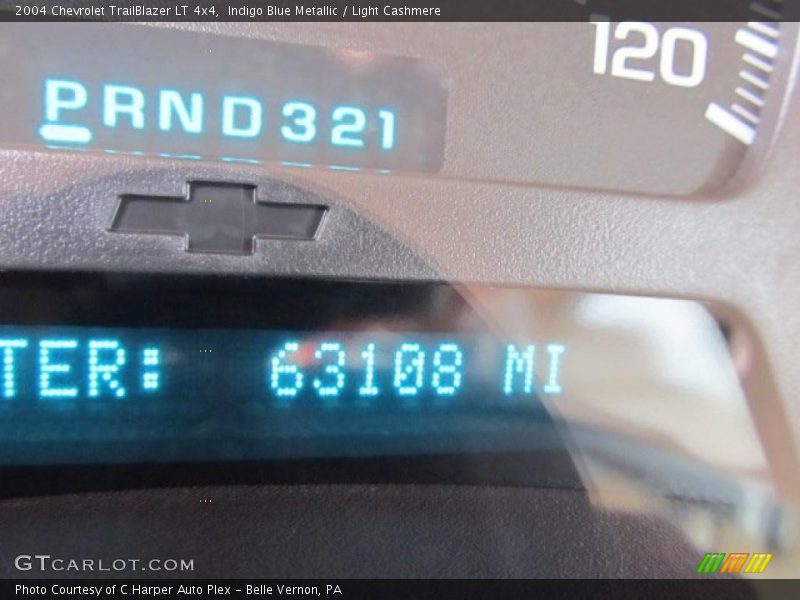 2004 Chevrolet TrailBlazer LT 4x4, Indigo Blue Metallic / Light Cashmere
120
PRND321
TER: 63108 MI
GTCARLOT.COM
Photo Courtesy of C Harper Auto Plex - Belle Vernon, PA